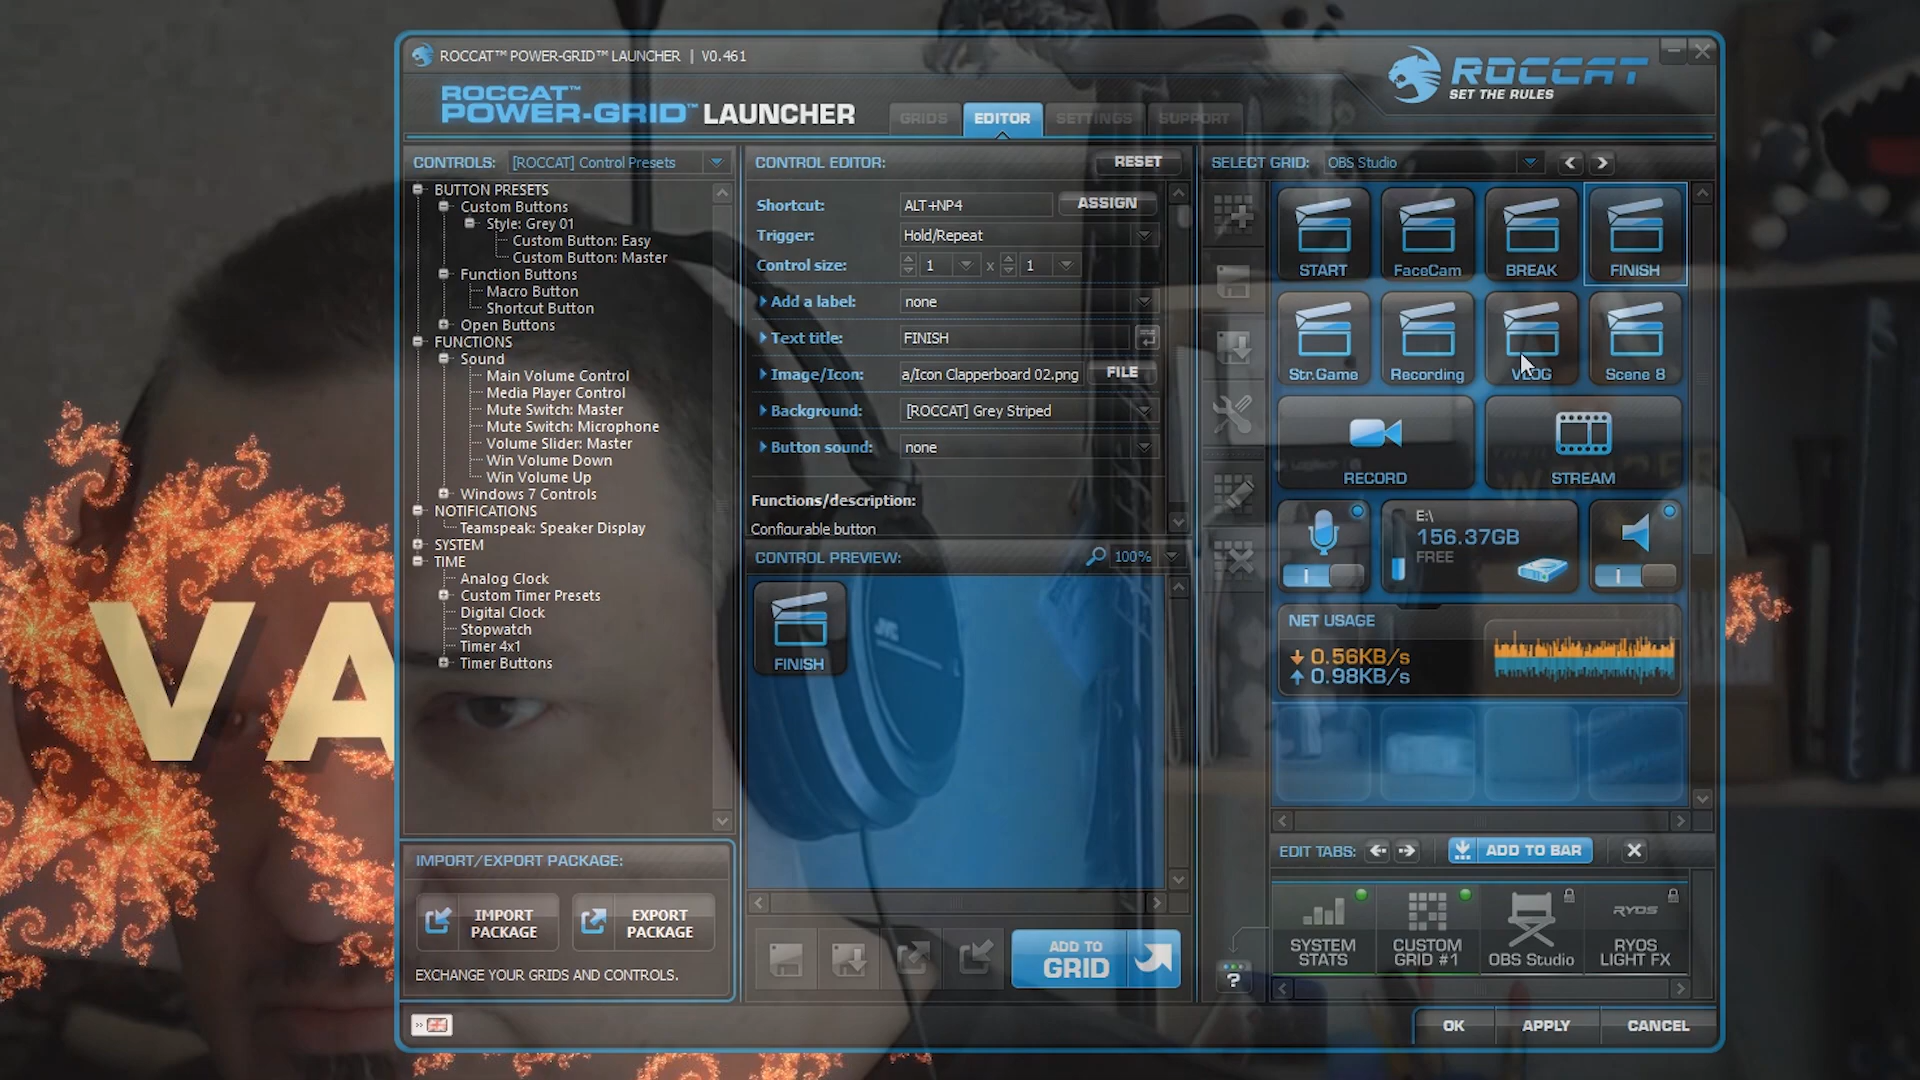 ROCCAT™ POWER-GRID™ LAUNCHER | V0.461
ROCCAT™
POWER-GRID™ LAUNCHER
GRIDS
EDITOR
SETTINGS
SUPPORT
ROCCAT
SET THE RULES
CONTROLS: [ROCCAT] Control Presets
BUTTON PRESETS
Custom Buttons
Style: Grey 01
Custom Button: Easy
Custom Button: Master
Function Buttons
Macro Button
Shortcut Button
Open Buttons
FUNCTIONS
Sound
Main Volume Control
Media Player Control
Mute Switch: Master
Mute Switch: Microphone
Volume Slider: Master
Win Volume Down
Win Volume Up
Windows 7 Controls
NOTIFICATIONS
Teamspeak: Speaker Display
SYSTEM
TIME
Analog Clock
Custom Timer Presets
Digital Clock
Stopwatch
Timer 4x1
Timer Buttons
IMPORT/EXPORT PACKAGE:
IMPORT
PACKAGE
EXPORT
PACKAGE
EXCHANGE YOUR GRIDS AND CONTROLS.
CONTROL EDITOR:
RESET
Shortcut: ALT+NP4 ASSIGN
Trigger: Hold/Repeat
Control size: 1 x 1
Add a label: none
Text title: FINISH
Image/Icon: a/Icon Clapperboard 02.png FILE
Background: [ROCCAT] Grey Striped
Button sound: none
Functions/description:
Configurable button
CONTROL PREVIEW: 100%
FINISH
ADD TO
GRID
SELECT GRID: OBS Studio
START
FaceCam
BREAK
FINISH
Str.Game
Recording
VLOG
Scene 8
RECORD
STREAM
E:\
156.37GB
FREE
NET USAGE
0.56KB/s
0.98KB/s
EDIT TABS:
ADD TO BAR
SYSTEM
STATS
CUSTOM
GRID #1
OBS Studio
RYOS
RYOS
LIGHT FX
?
OK
APPLY
CANCEL
VA
JVC